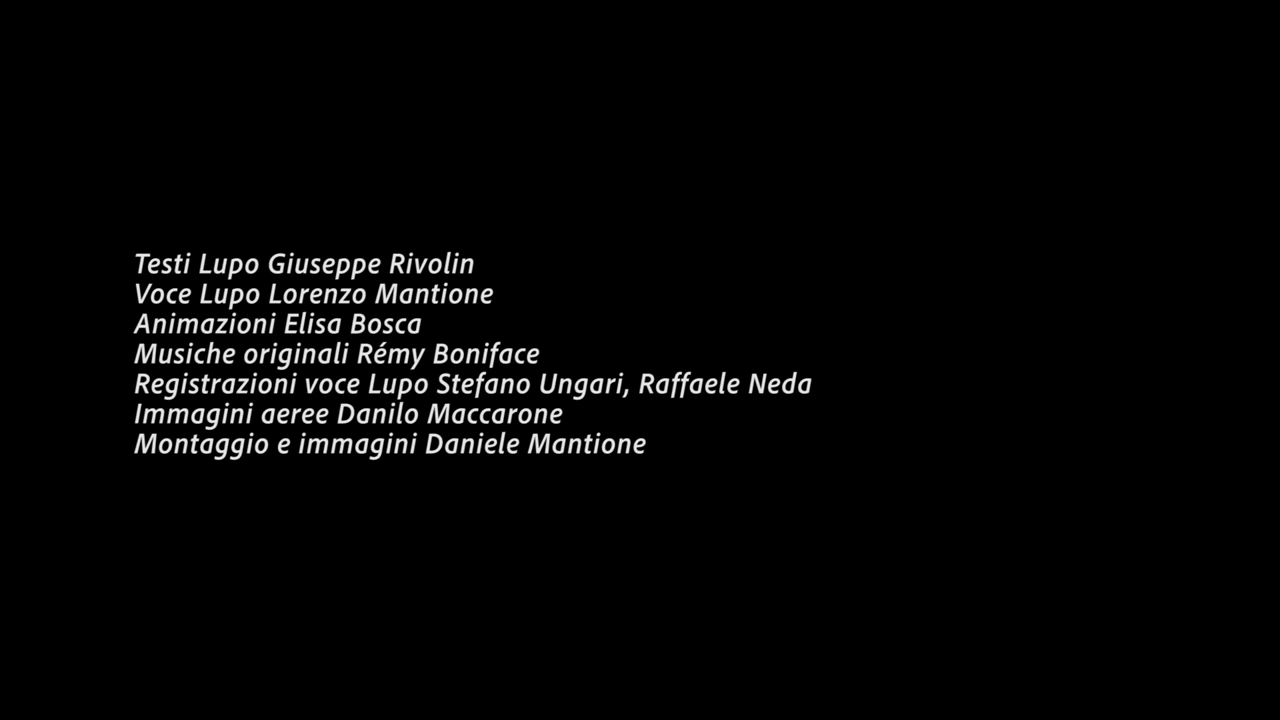 Testi Lupo Giuseppe Rivolin
Voce Lupo Lorenzo Mantione
Animazioni Elisa Bosca
Musiche originali Rémy Boniface
Registrazioni voce Lupo Stefano Ungari, Raffaele Neda
Immagini aeree Danilo Maccarone
Montaggio e immagini Daniele Mantione